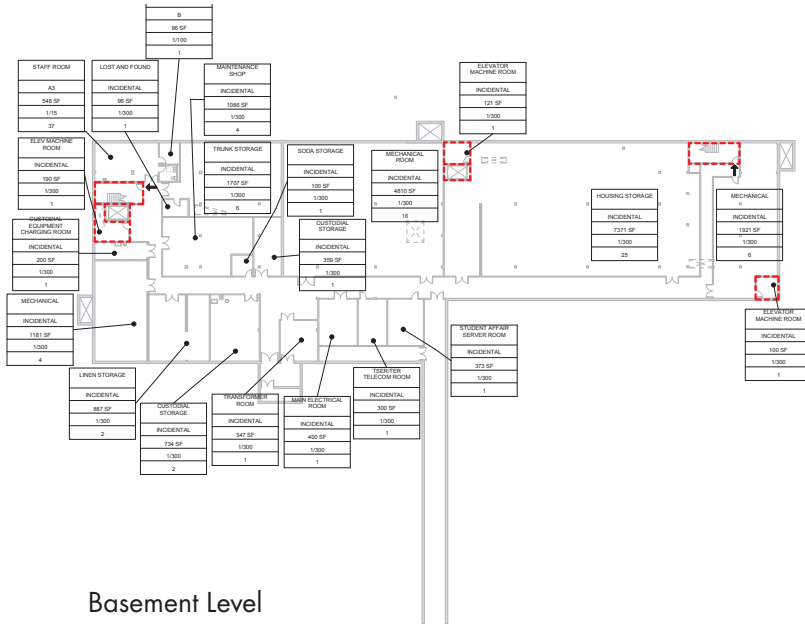 B
96 SF
1/100
1
STAFF ROOM
A3
548 SF
1/15
37
LOST AND FOUND
INCIDENTAL
96 SF
1/300
1
MAINTENANCE
SHOP
INCIDENTAL
1086 SF
1/300
4
ELEVATOR
MACHINE ROOM
INCIDENTAL
121 SF
1/300
1
ELEV MACHINE
ROOM
INCIDENTAL
190 SF
1/300
1
TRUNK STORAGE
INCIDENTAL
1707 SF
1/300
6
SODA STORAGE
INCIDENTAL
100 SF
1/300
1
MECHANICAL
ROOM
INCIDENTAL
4810 SF
1/300
16
HOUSING STORAGE
INCIDENTAL
7371 SF
1/300
25
MECHANICAL
INCIDENTAL
1921 SF
1/300
6
CUSTODIAL
EQUIPMENT
CHARGING ROOM
INCIDENTAL
200 SF
1/300
1
CUSTODIAL
STORAGE
INCIDENTAL
359 SF
1/300
1
MECHANICAL
INCIDENTAL
1181 SF
1/300
4
LINEN STORAGE
INCIDENTAL
887 SF
1/300
2
CUSTODIAL
STORAGE
INCIDENTAL
734 SF
1/300
2
TRANSFORMER
ROOM
INCIDENTAL
347 SF
1/300
1
MAIN ELECTRICAL
ROOM
INCIDENTAL
400 SF
1/300
1
TSER/TER
TELECOM ROOM
INCIDENTAL
300 SF
1/300
1
STUDENT AFFAIR
SERVER ROOM
INCIDENTAL
373 SF
1/300
1
ELEVATOR
MACHINE ROOM
INCIDENTAL
100 SF
1/300
1
Basement Level